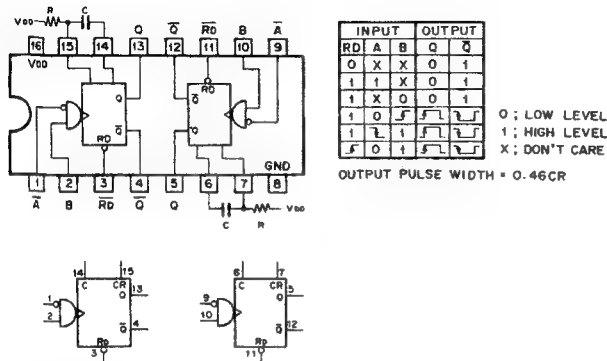 R C
VDD
Q Q̅ R̅D̅ B A̅
16 15 14 13 12 11 10 9
VDD
RD
Q Q̅
Q̅ Q
RD
GND
1 2 3 4 5 6 7 8
A̅ B R̅D̅ Q̅ Q
C R VDD
INPUT OUTPUT
RD A B Q Q̅
0 X X 0 1
1 1 X 0 1
1 X 0 0 1
1 0
1 1
0 1
0 ; LOW LEVEL
1 ; HIGH LEVEL
X ; DON'T CARE
OUTPUT PULSE WIDTH = 0.46CR
14 15
C CR
1 Q 13
2
Q̅ 4
RD
3
6 7
C CR
9 Q 5
10
Q̅ 12
RD
11